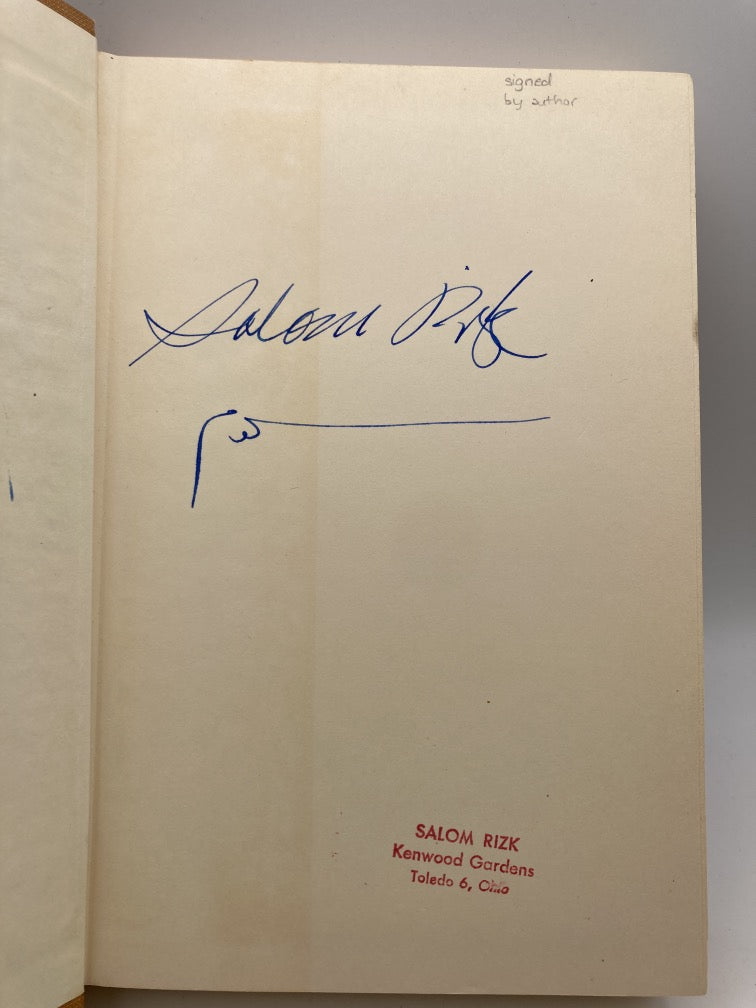 signed
by author
Salom Rizk
SALOM RIZK
Kenwood Gardens
Toledo 6, Ohio